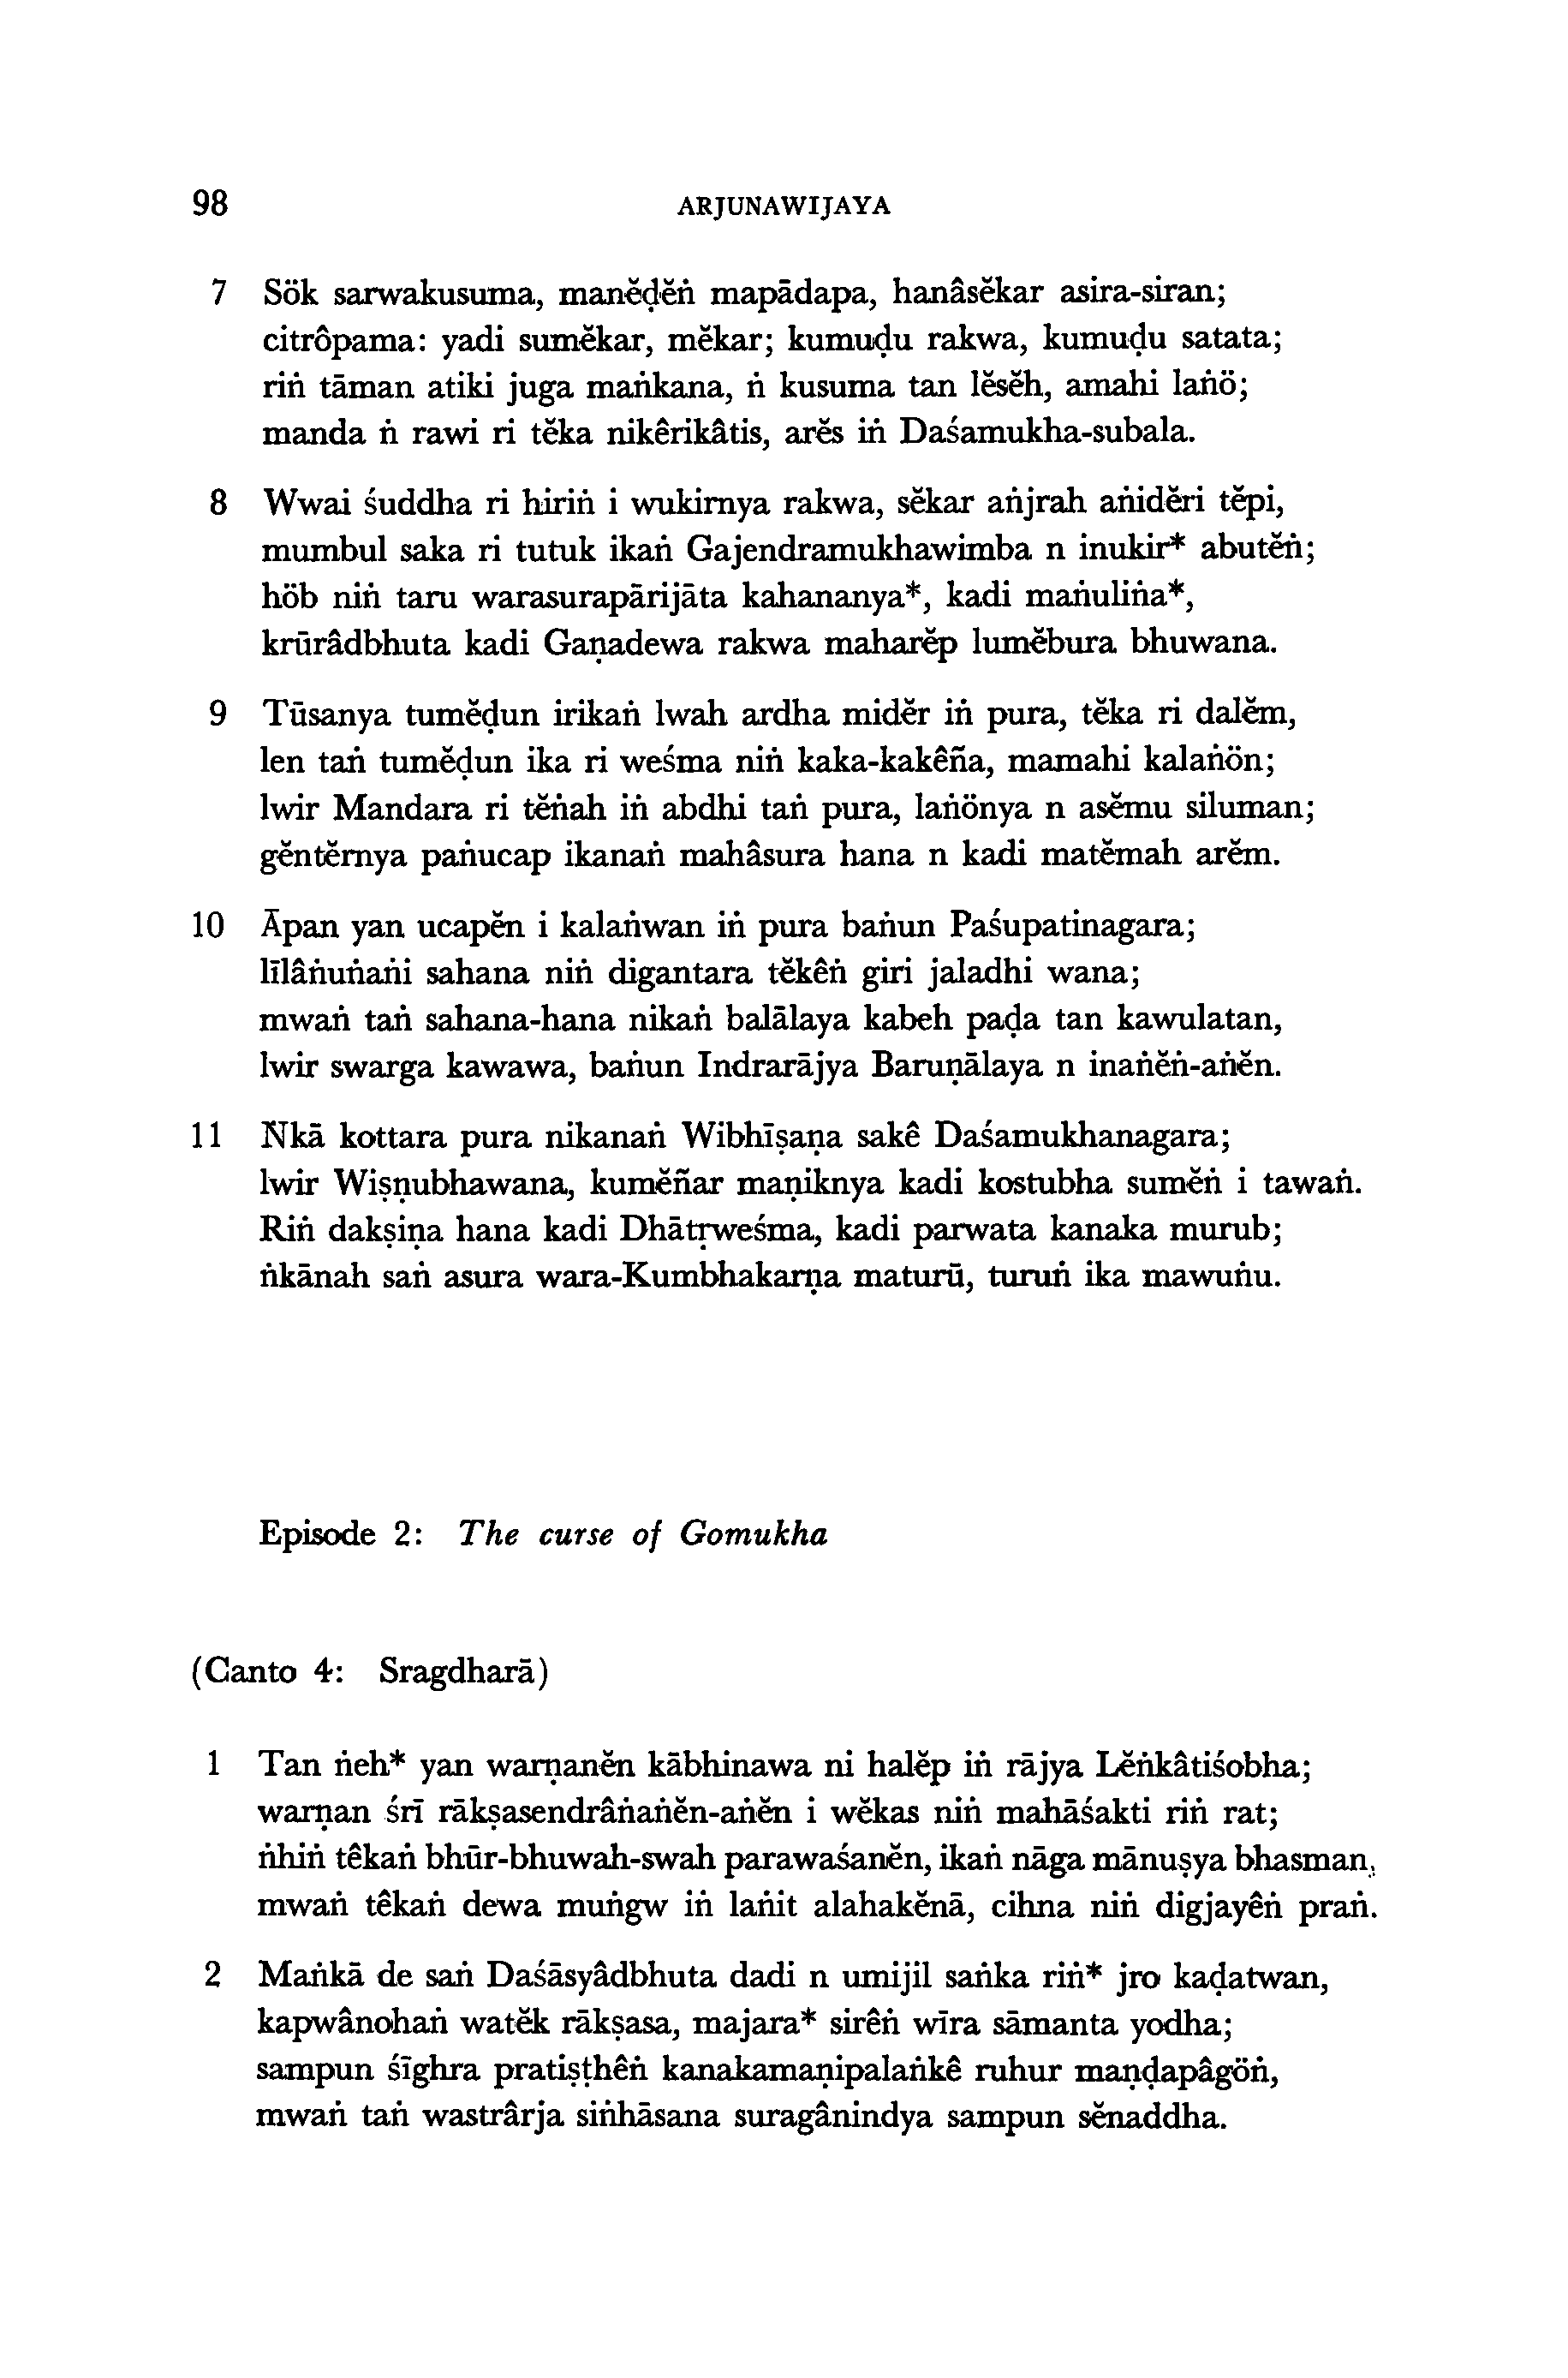 98 ARJUNAWIJAYA
7 Sök sarwakusuma, manĕḍĕṅ mapādapa, hanâsĕkar asira-siran;
citrôpama: yadi sumĕkar, mĕkar; kumuḍu rakwa, kumuḍu satata;
riṅ tāman atiki juga maṅkana, ṅ kusuma tan lĕsĕh, amahi laṅö;
manda ṅ rawi ri tĕka nikêrikâtis, arĕs iṅ Daśamukha-subala.
8 Wwai śuddha ri hiriṅ i wukirnya rakwa, sĕkar aṅjrah aṅidĕri tĕpi,
mumbul saka ri tutuk ikaṅ Gajendramukhawimba n inukir* abutĕṅ;
höb niṅ taru warasurapārijāta kahananya*, kadi maṅuliṅa*,
krūrâdbhuta kadi Gaṇadewa rakwa maharĕp lumĕbura bhuwana.
9 Tūsanya tumĕḍun irikaṅ lwah ardha midĕr iṅ pura, tĕka ri dalĕm,
len taṅ tumĕḍun ika ri weśma niṅ kaka-kakêña, mamahi kalaṅön;
lwir Mandara ri tĕṅah iṅ abdhi taṅ pura, laṅönya n asĕmu siluman;
gĕntĕrnya paṅucap ikanaṅ mahâsura hana n kadi matĕmah arĕm.
10 Āpan yan ucapĕn i kalaṅwan iṅ pura baṅun Paśupatinagara;
līlâṅuṅaṅi sahana niṅ digantara tĕkêṅ giri jaladhi wana;
mwaṅ taṅ sahana-hana nikaṅ balālaya kabeh paḍa tan kawulatan,
lwir swarga kawawa, baṅun Indrarājya Baruṇālaya n inaṅĕṅ-aṅĕn.
11 Ṅkā kottara pura nikanaṅ Wibhīṣaṇa sakê Daśamukhanagara;
lwir Wiṣṇubhawana, kumĕñar maṇiknya kadi kostubha sumĕṅ i tawaṅ.
Riṅ dakṣiṇa hana kadi Dhātṛweśma, kadi parwata kanaka murub;
ṅkānah saṅ asura wara-Kumbhakarṇa maturū, turuṅ ika mawuṅu.
Episode 2: The curse of Gomukha
(Canto 4: Sragdharā)
1 Tan ṅeh* yan warṇanĕn kābhinawa ni halĕp iṅ rājya Lĕṅkâtiśobha;
warṇan śrī rākṣasendrâṅaṅĕn-aṅĕn i wĕkas niṅ mahāśakti riṅ rat;
ṅhiṅ têkaṅ bhūr-bhuwah-swah parawaśanĕn, ikaṅ nāga mānuṣya bhasman,
mwaṅ têkaṅ dewa muṅgw iṅ laṅit alahakĕnā, cihna niṅ digjayêṅ praṅ.
2 Maṅkā de saṅ Daśāsyâdbhuta dadi n umijil saṅka riṅ* jro kaḍatwan,
kapwânohaṅ watĕk rākṣasa, majara* sirêṅ wīra sāmanta yodha;
sampun śīghra pratiṣṭhêṅ kanakamaṇipalaṅkê ruhur maṇḍapâgöṅ,
mwaṅ taṅ wastrârja siṅhāsana suragânindya sampun sĕnaddha.